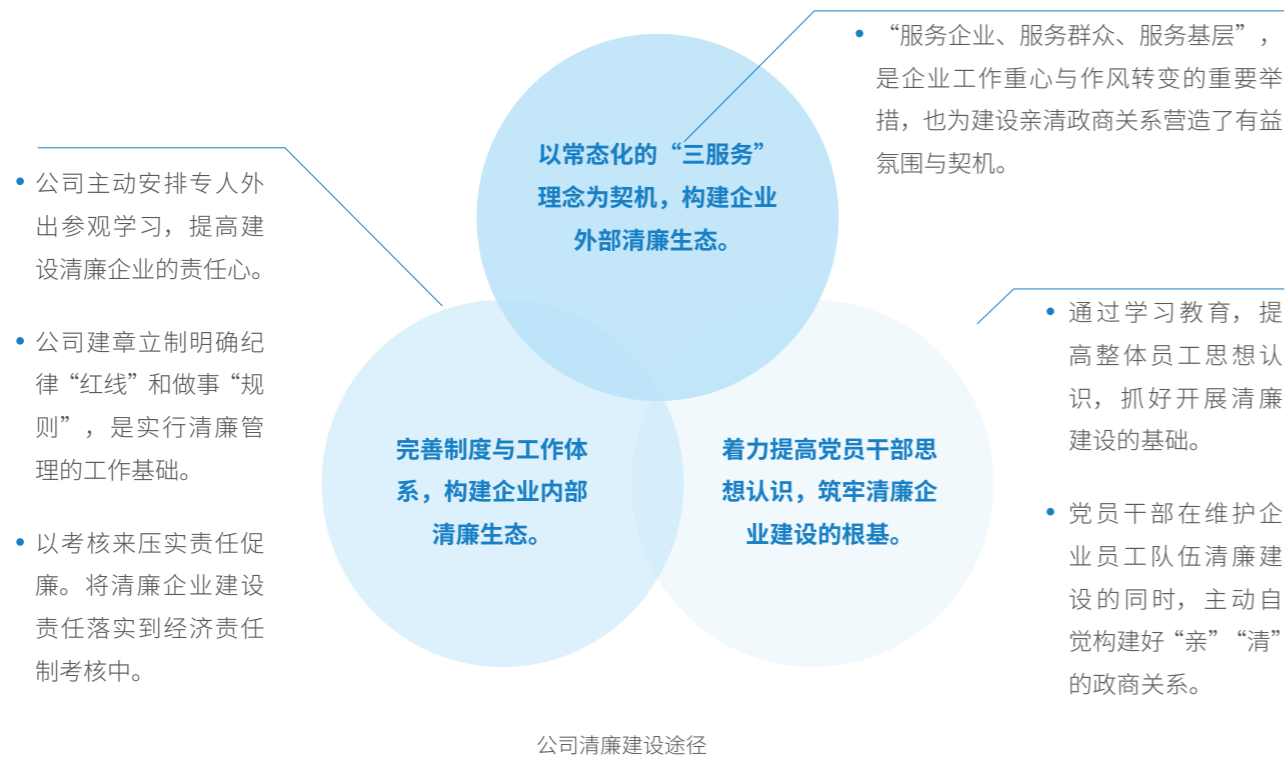 “服务企业、服务群众、服务基层”，
是企业工作重心与作风转变的重要举
措，也为建设亲清政商关系营造了有益
氛围与契机。
以常态化的“三服务”
理念为契机，构建企业
外部清廉生态。
公司主动安排专人外
出参观学习，提高建
设清廉企业的责任心。
公司建章立制明确纪
律“红线”和做事“规
则”，是实行清廉管
理的工作基础。
以考核来压实责任促
廉。将清廉企业建设
责任落实到经济责任
制考核中。
完善制度与工作体
系，构建企业内部
清廉生态。
着力提高党员干部思
想认识，筑牢清廉企
业建设的根基。
通过学习教育，提
高整体员工思想认
识，抓好开展清廉
建设的基础。
党员干部在维护企
业员工队伍清廉建
设的同时，主动自
觉构建好“亲”“清”
的政商关系。
公司清廉建设途径